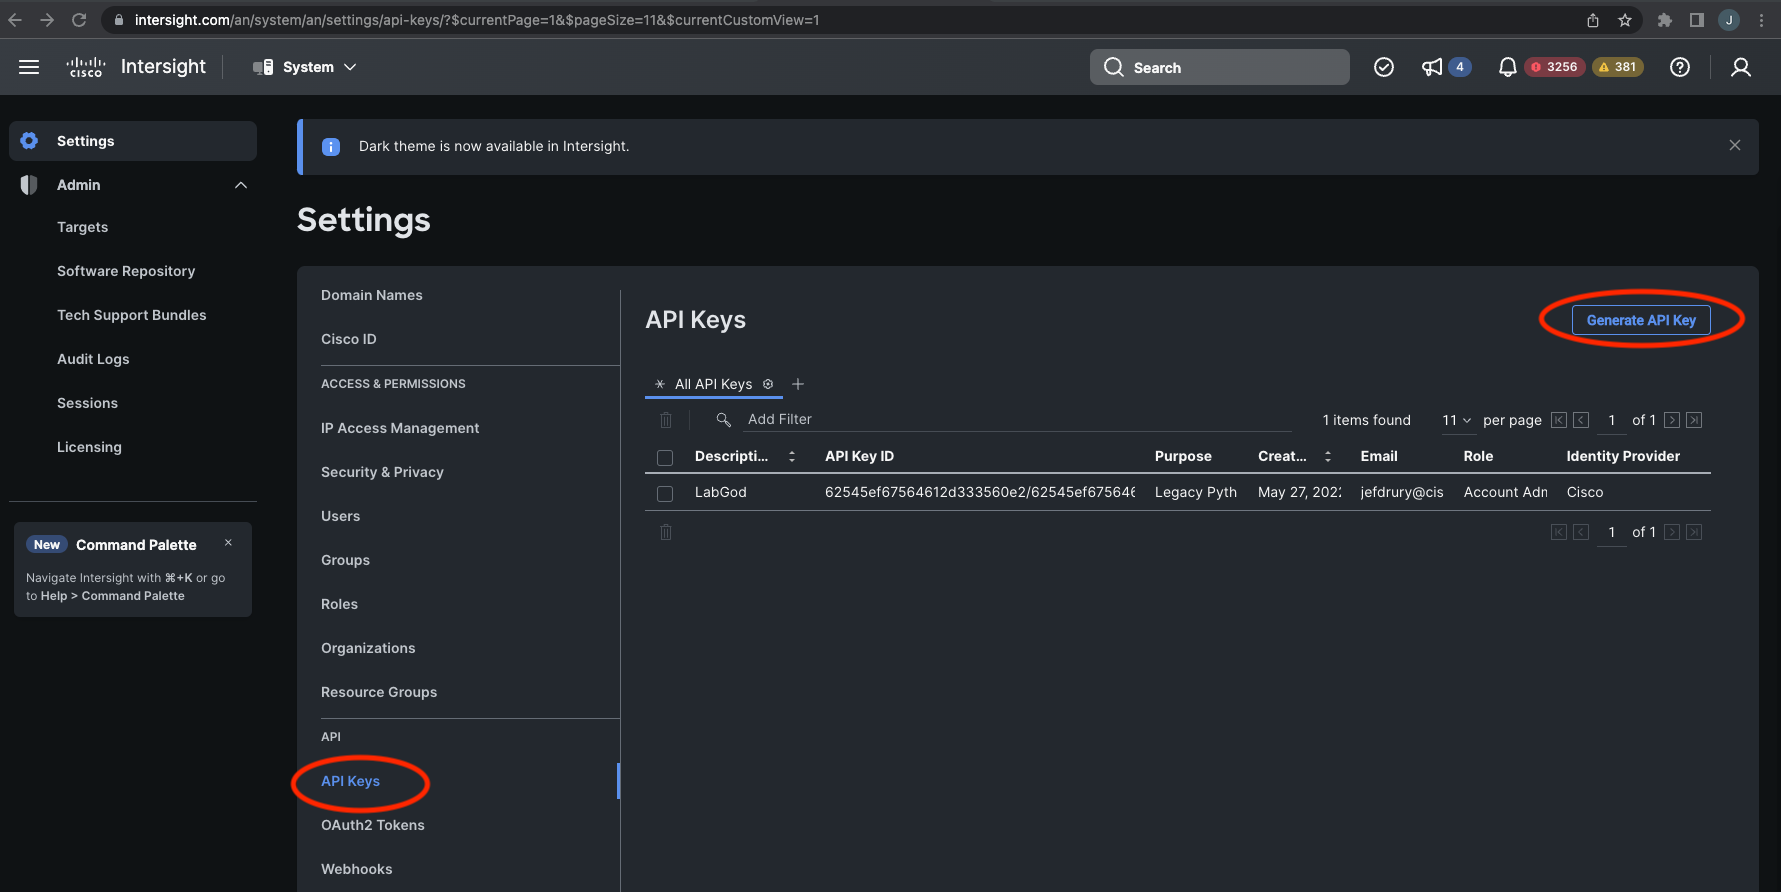 intersight.com/an/system/an/settings/api-keys/?$currentPage=1&$pageSize=11&$currentCustomView=1
J
CISCO Intersight System
Search
4
3256
381
Settings
Admin
Targets
Software Repository
Tech Support Bundles
Audit Logs
Sessions
Licensing
New Command Palette
Navigate Intersight with ⌘+K or go
to Help > Command Palette
Dark theme is now available in Intersight.
Settings
Domain Names
Cisco ID
ACCESS & PERMISSIONS
IP Access Management
Security & Privacy
Users
Groups
Roles
Organizations
Resource Groups
API
API Keys
OAuth2 Tokens
Webhooks
API Keys
Generate API Key
All API Keys
Add Filter
1 items found 11 per page 1 of 1
Descripti... API Key ID Purpose Creat... Email Role Identity Provider
LabGod 62545ef67564612d333560e2/62545ef675646 Legacy Pyth May 27, 2022 jefdrury@cis Account Adm Cisco
1 of 1